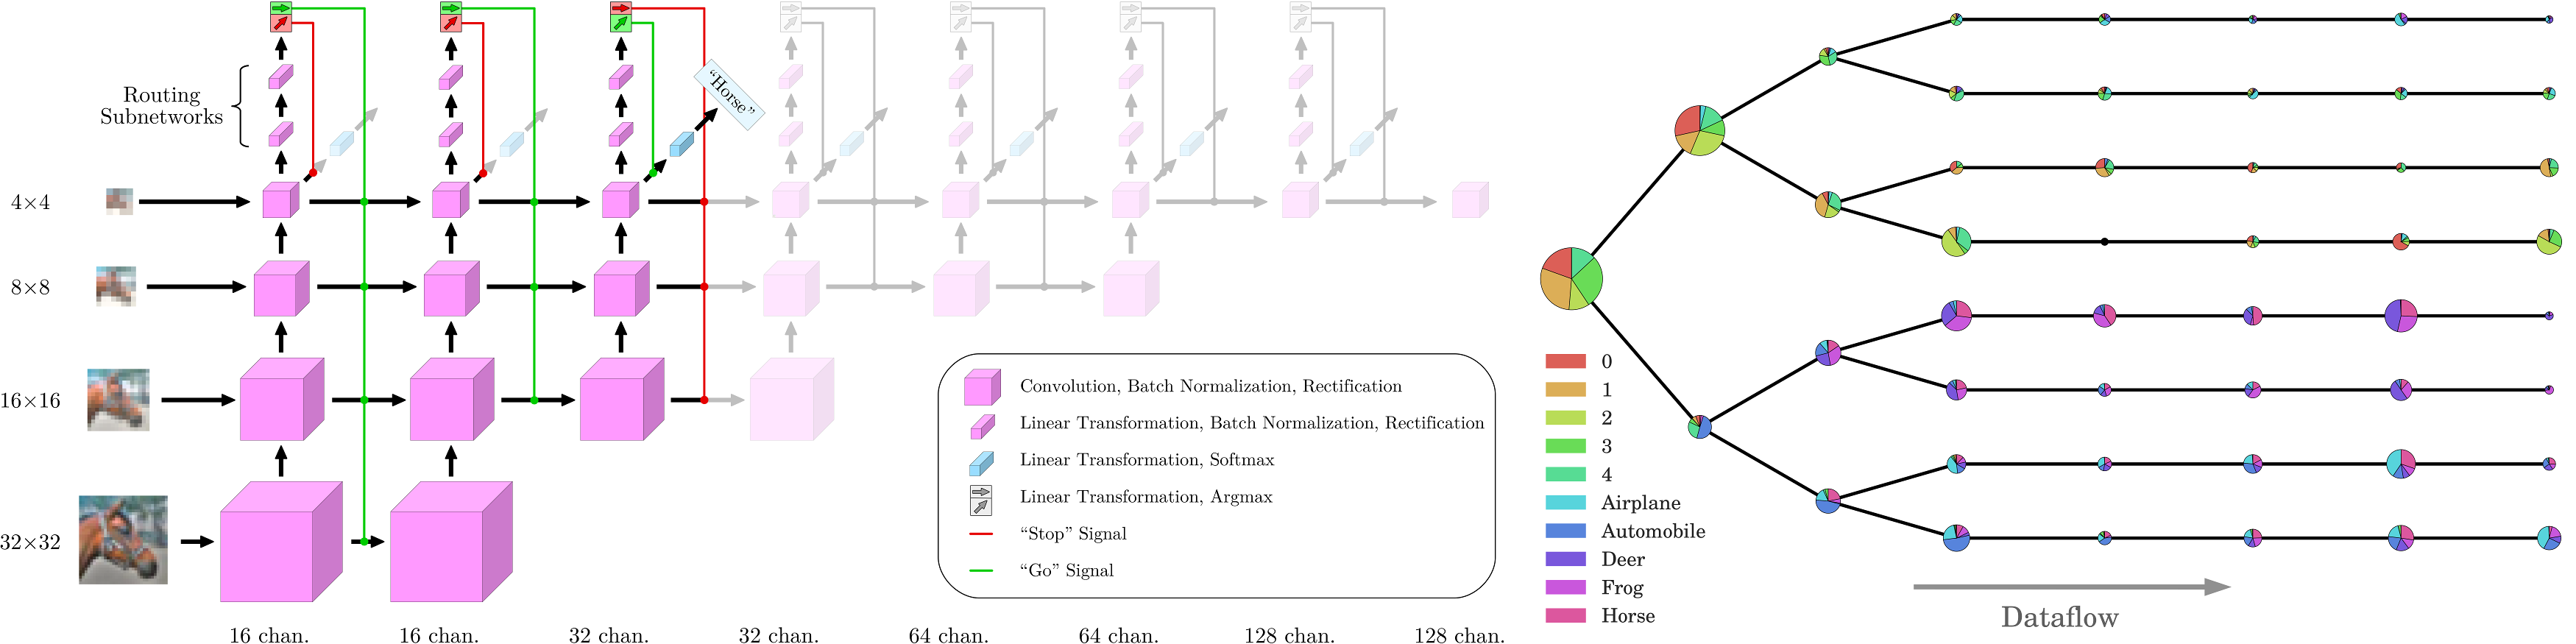 Routing
Subnetworks
"Horse"
4×4
8×8
16×16
32×32
Convolution, Batch Normalization, Rectification
Linear Transformation, Batch Normalization, Rectification
Linear Transformation, Softmax
Linear Transformation, Argmax
“Stop” Signal
“Go” Signal
16 chan.
16 chan.
32 chan.
32 chan.
64 chan.
64 chan.
128 chan.
128 chan.
0
1
2
3
4
Airplane
Automobile
Deer
Frog
Horse
Dataflow